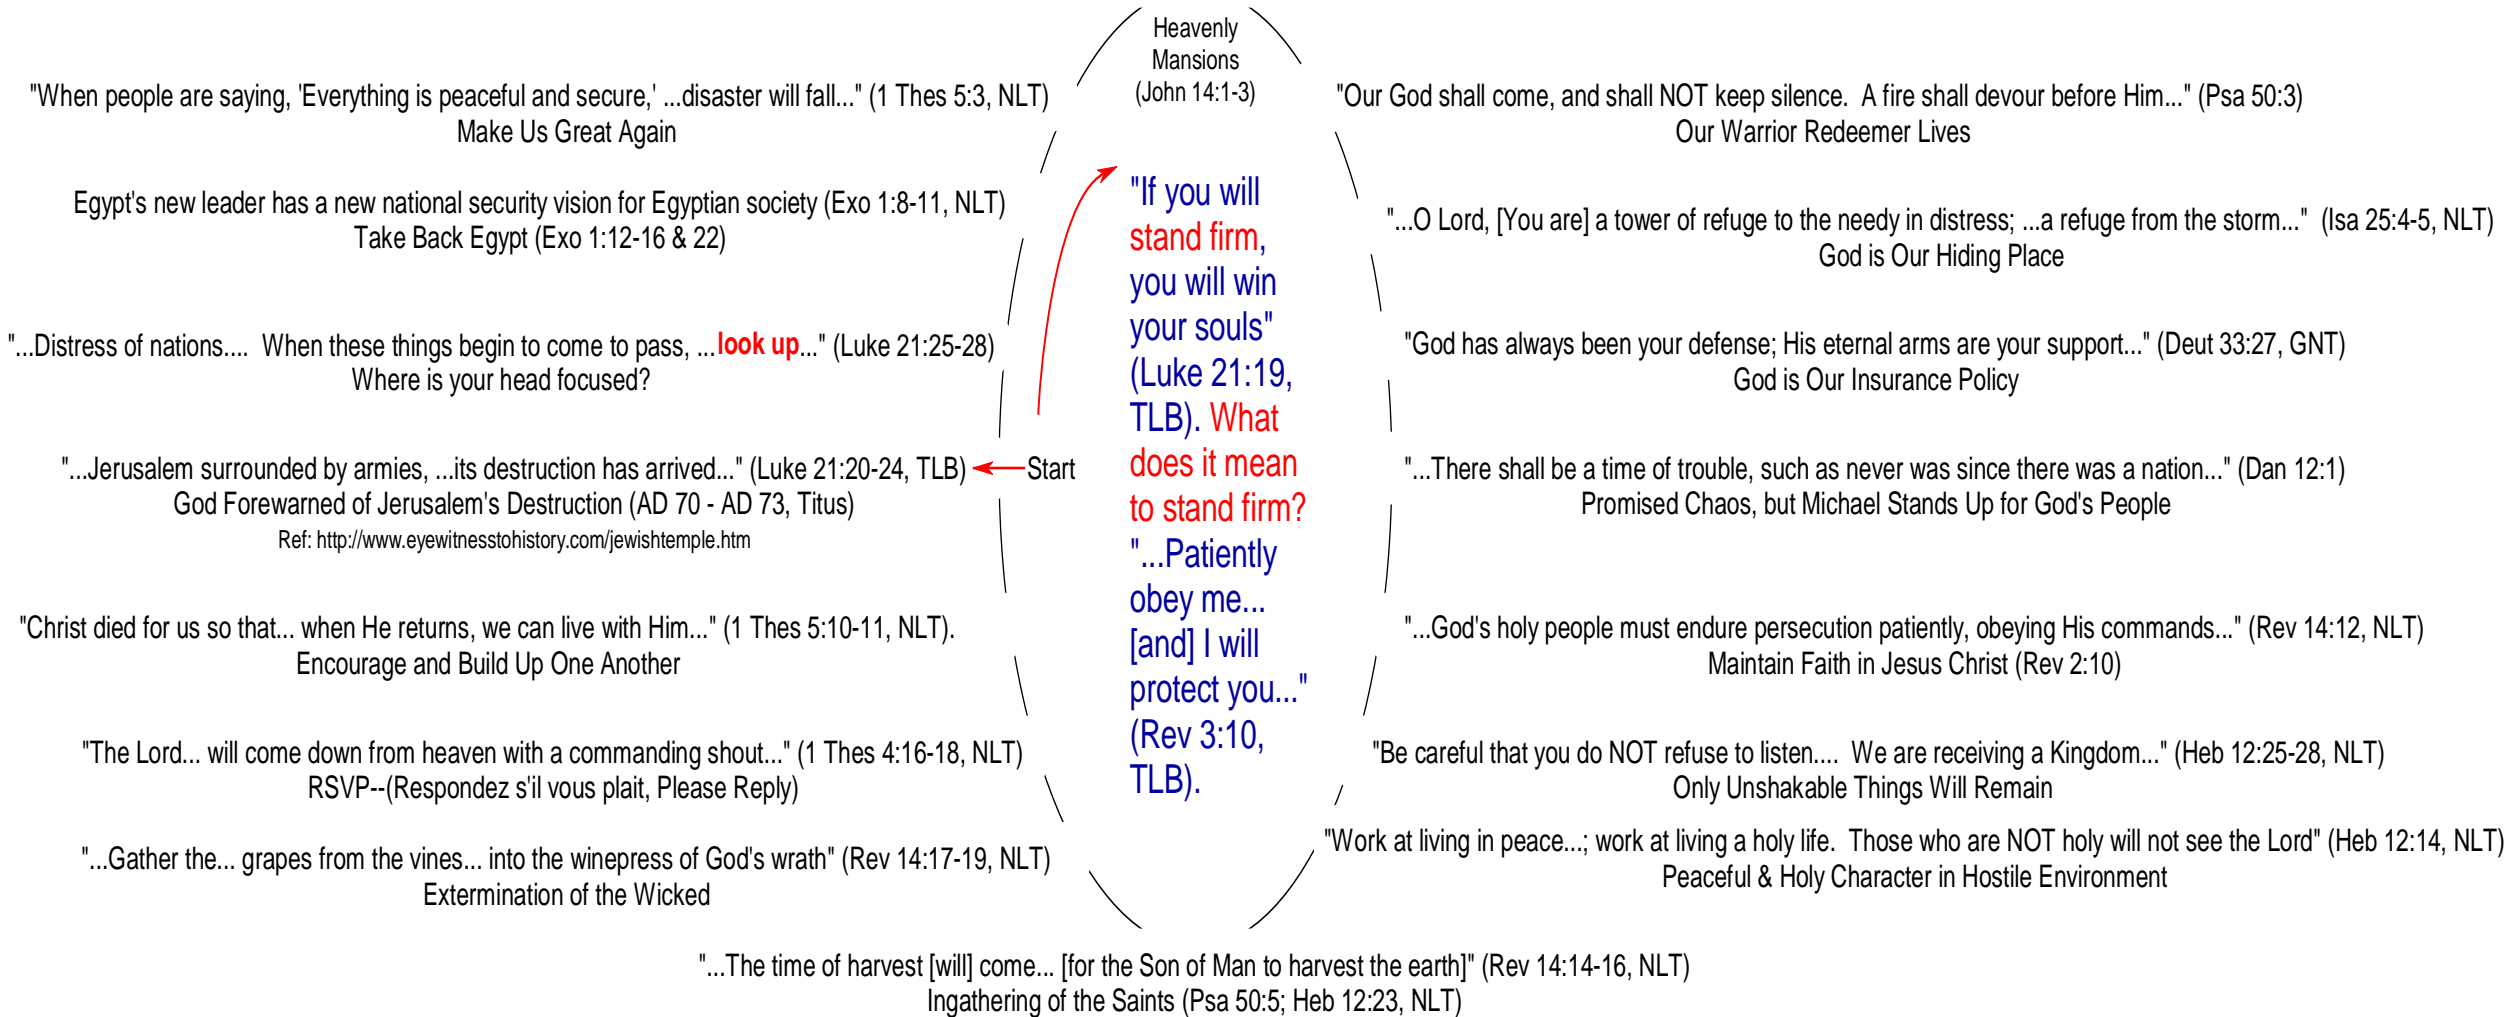 Heavenly
Mansions
(John 14:1-3)
"When people are saying, 'Everything is peaceful and secure,' ...disaster will fall..." (1 Thes 5:3, NLT)
Make Us Great Again
Egypt's new leader has a new national security vision for Egyptian society (Exo 1:8-11, NLT)
Take Back Egypt (Exo 1:12-16 & 22)
"...Distress of nations....  When these things begin to come to pass, ...look up..." (Luke 21:25-28)
Where is your head focused?
Start
"...Jerusalem surrounded by armies, ...its destruction has arrived..." (Luke 21:20-24, TLB)
God Forewarned of Jerusalem's Destruction (AD 70 - AD 73, Titus)
Ref: http://www.eyewitnesstohistory.com/jewishtemple.htm
"Christ died for us so that... when He returns, we can live with Him..." (1 Thes 5:10-11, NLT).
Encourage and Build Up One Another
"The Lord... will come down from heaven with a commanding shout..." (1 Thes 4:16-18, NLT)
RSVP--(Respondez s'il vous plait, Please Reply)
"...Gather the... grapes from the vines... into the winepress of God's wrath" (Rev 14:17-19, NLT)
Extermination of the Wicked
"If you will
stand firm,
you will win
your souls"
(Luke 21:19,
TLB). What
does it mean
to stand firm?
"...Patiently
obey me...
[and] I will
protect you..."
(Rev 3:10,
TLB).
"Our God shall come, and shall NOT keep silence.  A fire shall devour before Him..." (Psa 50:3)
Our Warrior Redeemer Lives
"...O Lord, [You are] a tower of refuge to the needy in distress; ...a refuge from the storm..."  (Isa 25:4-5, NLT)
God is Our Hiding Place
"God has always been your defense; His eternal arms are your support..." (Deut 33:27, GNT)
God is Our Insurance Policy
"...There shall be a time of trouble, such as never was since there was a nation..." (Dan 12:1)
Promised Chaos, but Michael Stands Up for God's People
"...God's holy people must endure persecution patiently, obeying His commands..." (Rev 14:12, NLT)
Maintain Faith in Jesus Christ (Rev 2:10)
"Be careful that you do NOT refuse to listen....  We are receiving a Kingdom..." (Heb 12:25-28, NLT)
Only Unshakable Things Will Remain
"Work at living in peace...; work at living a holy life.  Those who are NOT holy will not see the Lord" (Heb 12:14, NLT)
Peaceful & Holy Character in Hostile Environment
"...The time of harvest [will] come... [for the Son of Man to harvest the earth]" (Rev 14:14-16, NLT)
Ingathering of the Saints (Psa 50:5; Heb 12:23, NLT)